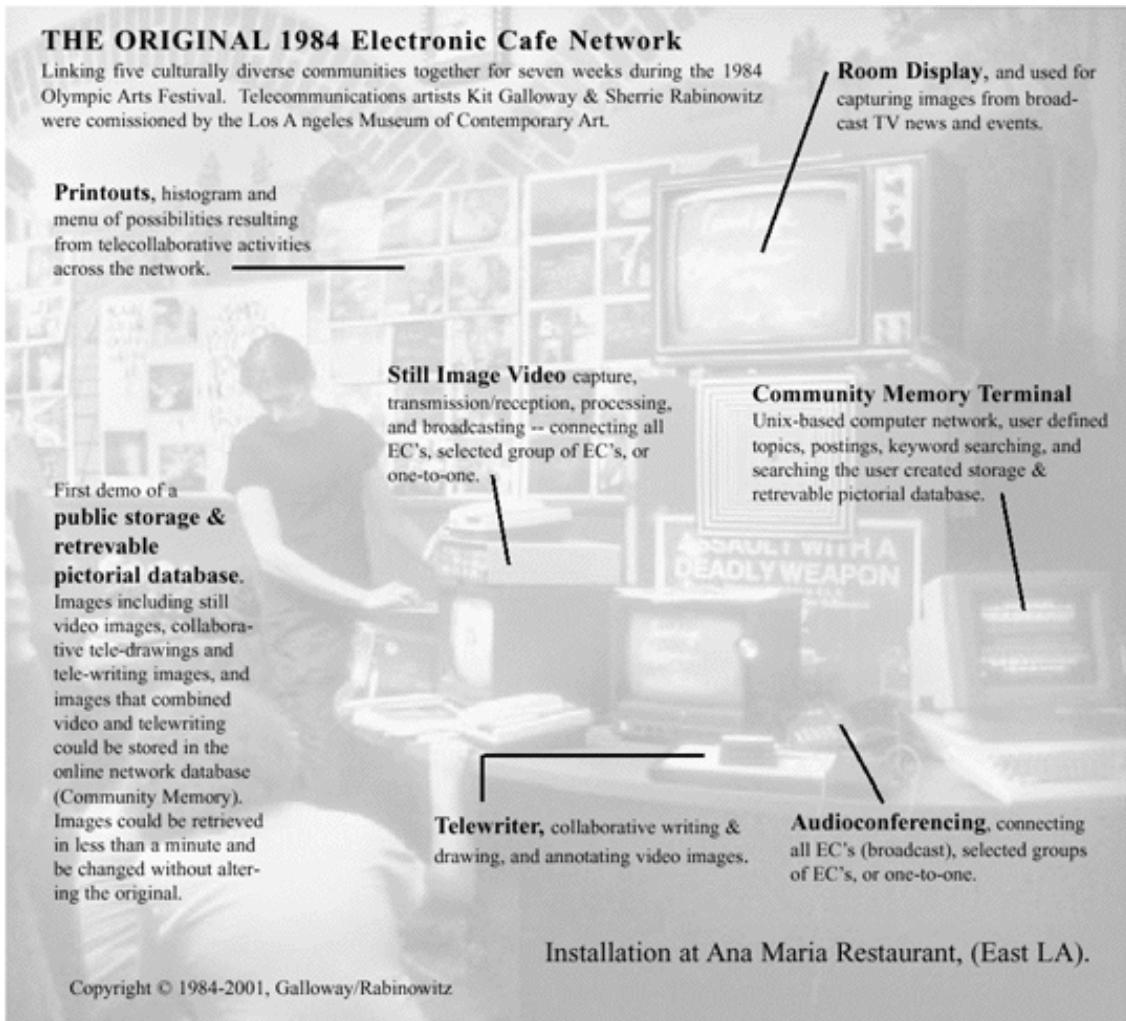 THE ORIGINAL 1984 Electronic Cafe Network
Linking five culturally diverse communities together for seven weeks during the 1984
Olympic Arts Festival. Telecommunications artists Kit Galloway & Sherrie Rabinowitz
were comissioned by the Los A ngeles Museum of Contemporary Art.
Room Display, and used for
capturing images from broad-
cast TV news and events.
Printouts, histogram and
menu of possibilities resulting
from telecollaborative activities
across the network.
Still Image Video capture,
transmission/reception, processing,
and broadcasting -- connecting all
EC's, selected group of EC's, or
one-to-one.
Community Memory Terminal
Unix-based computer network, user defined
topics, postings, keyword searching, and
searching the user created storage &
retrevable pictorial database.
First demo of a
public storage &
retrevable
pictorial database.
Images including still
video images, collabora-
tive tele-drawings and
tele-writing images, and
images that combined
video and telewriting
could be stored in the
online network database
(Community Memory).
Images could be retrieved
in less than a minute and
be changed without alter-
ing the original.
ASSAULT WITH A
DEADLY WEAPON
Telewriter, collaborative writing &
drawing, and annotating video images.
Audioconferencing, connecting
all EC's (broadcast), selected groups
of EC's, or one-to-one.
Installation at Ana Maria Restaurant, (East LA).
Copyright © 1984-2001, Galloway/Rabinowitz